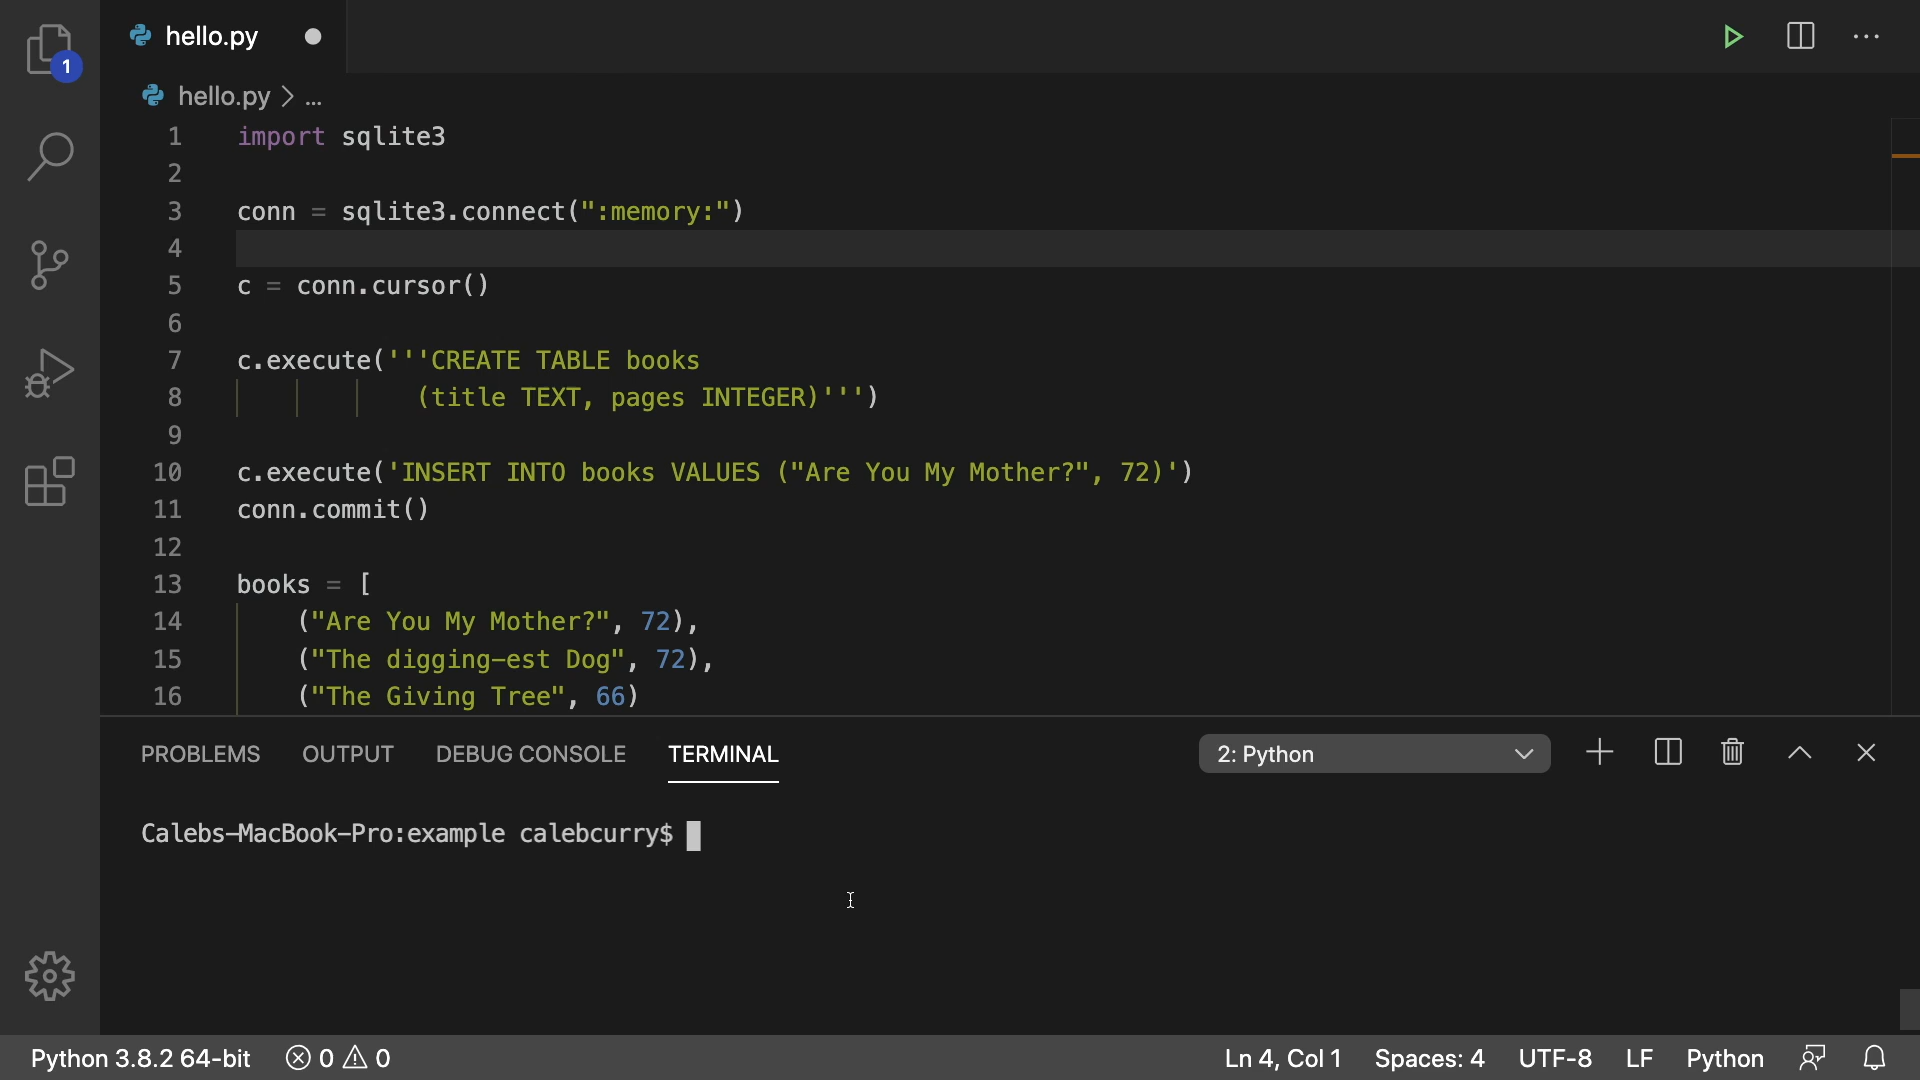 hello.py
1
hello.py > ...
1 import sqlite3
2
3 conn = sqlite3.connect(":memory:")
4
5 c = conn.cursor()
6
7 c.execute('''CREATE TABLE books
8 (title TEXT, pages INTEGER)''')
9
10 c.execute('INSERT INTO books VALUES ("Are You My Mother?", 72)')
11 conn.commit()
12
13 books = [
14 ("Are You My Mother?", 72),
15 ("The digging-est Dog", 72),
16 ("The Giving Tree", 66)
PROBLEMS OUTPUT DEBUG CONSOLE TERMINAL 2: Python
Calebs-MacBook-Pro:example calebcurry$
Python 3.8.2 64-bit 0 0 Ln 4, Col 1 Spaces: 4 UTF-8 LF Python